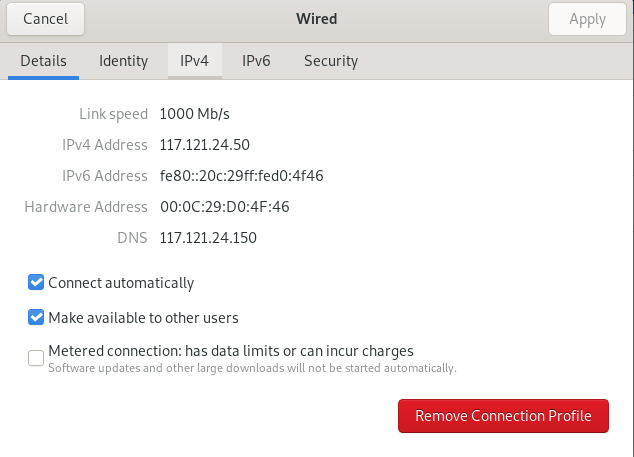 Cancel Wired Apply
Details Identity IPv4 IPv6 Security
Link speed 1000 Mb/s
IPv4 Address 117.121.24.50
IPv6 Address fe80::20c:29ff:fed0:4f46
Hardware Address 00:0C:29:D0:4F:46
DNS 117.121.24.150
Connect automatically
Make available to other users
Metered connection: has data limits or can incur charges
Software updates and other large downloads will not be started automatically.
Remove Connection Profile